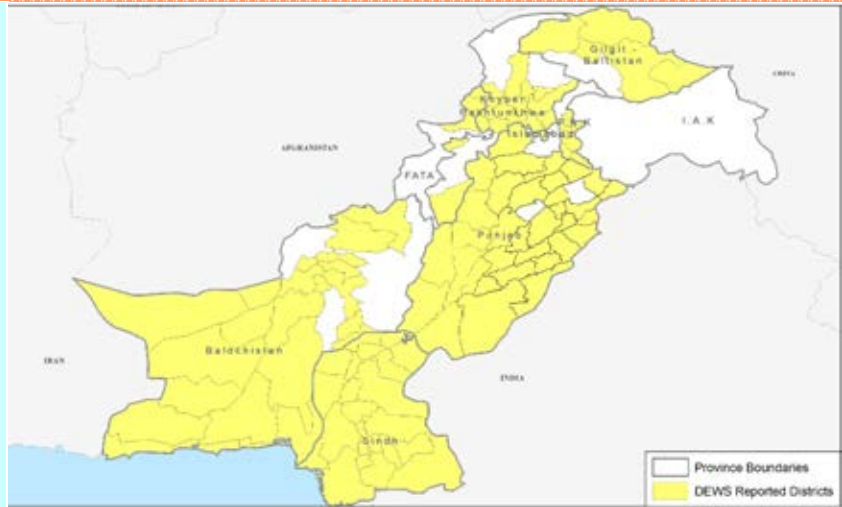 CHINA
Gilgit -
Baltistan
Khyber
Pakhtunkhwa
P A K
Islamabad
I.A.K
AFGHANISTAN
FATA
Punjab
Balochistan
IRAN
INDIA
Sindh
Province Boundaries
DEWS Reported Districts